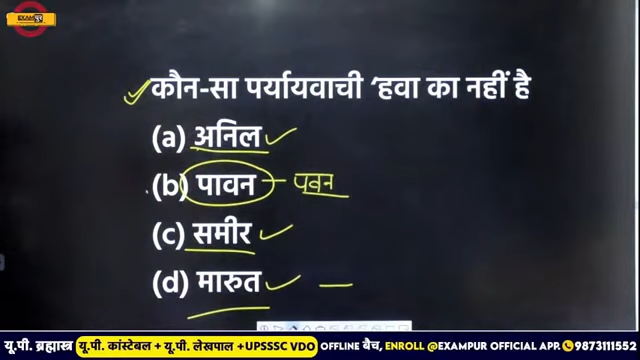 EXAMपुर
कौन-सा पर्यायवाची 'हवा का नहीं है
(a) अनिल
(b) पावन – पवन
(c) समीर
(d) मारुत
यू.पी. ब्रह्मास्त्र यू.पी. कांस्टेबल + यू.पी. लेखपाल +UPSSSC VDO OFFLINE बैच, ENROLL @EXAMPUR OFFICIAL APP. 9873111552